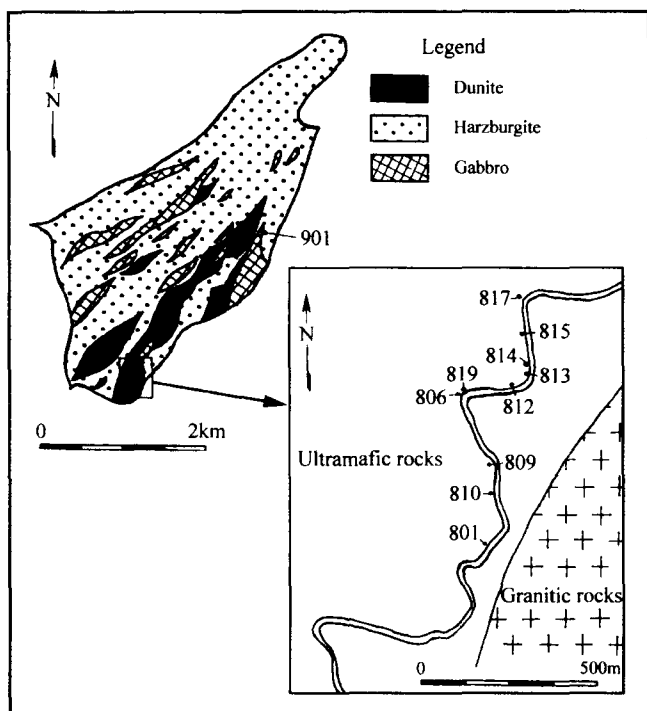 Legend
N
Dunite
Harzburgite
Gabbro
901
0 2km
N
817
815
814
813
819
806
812
Ultramafic rocks
809
810
801
Granitic rocks
0 500m